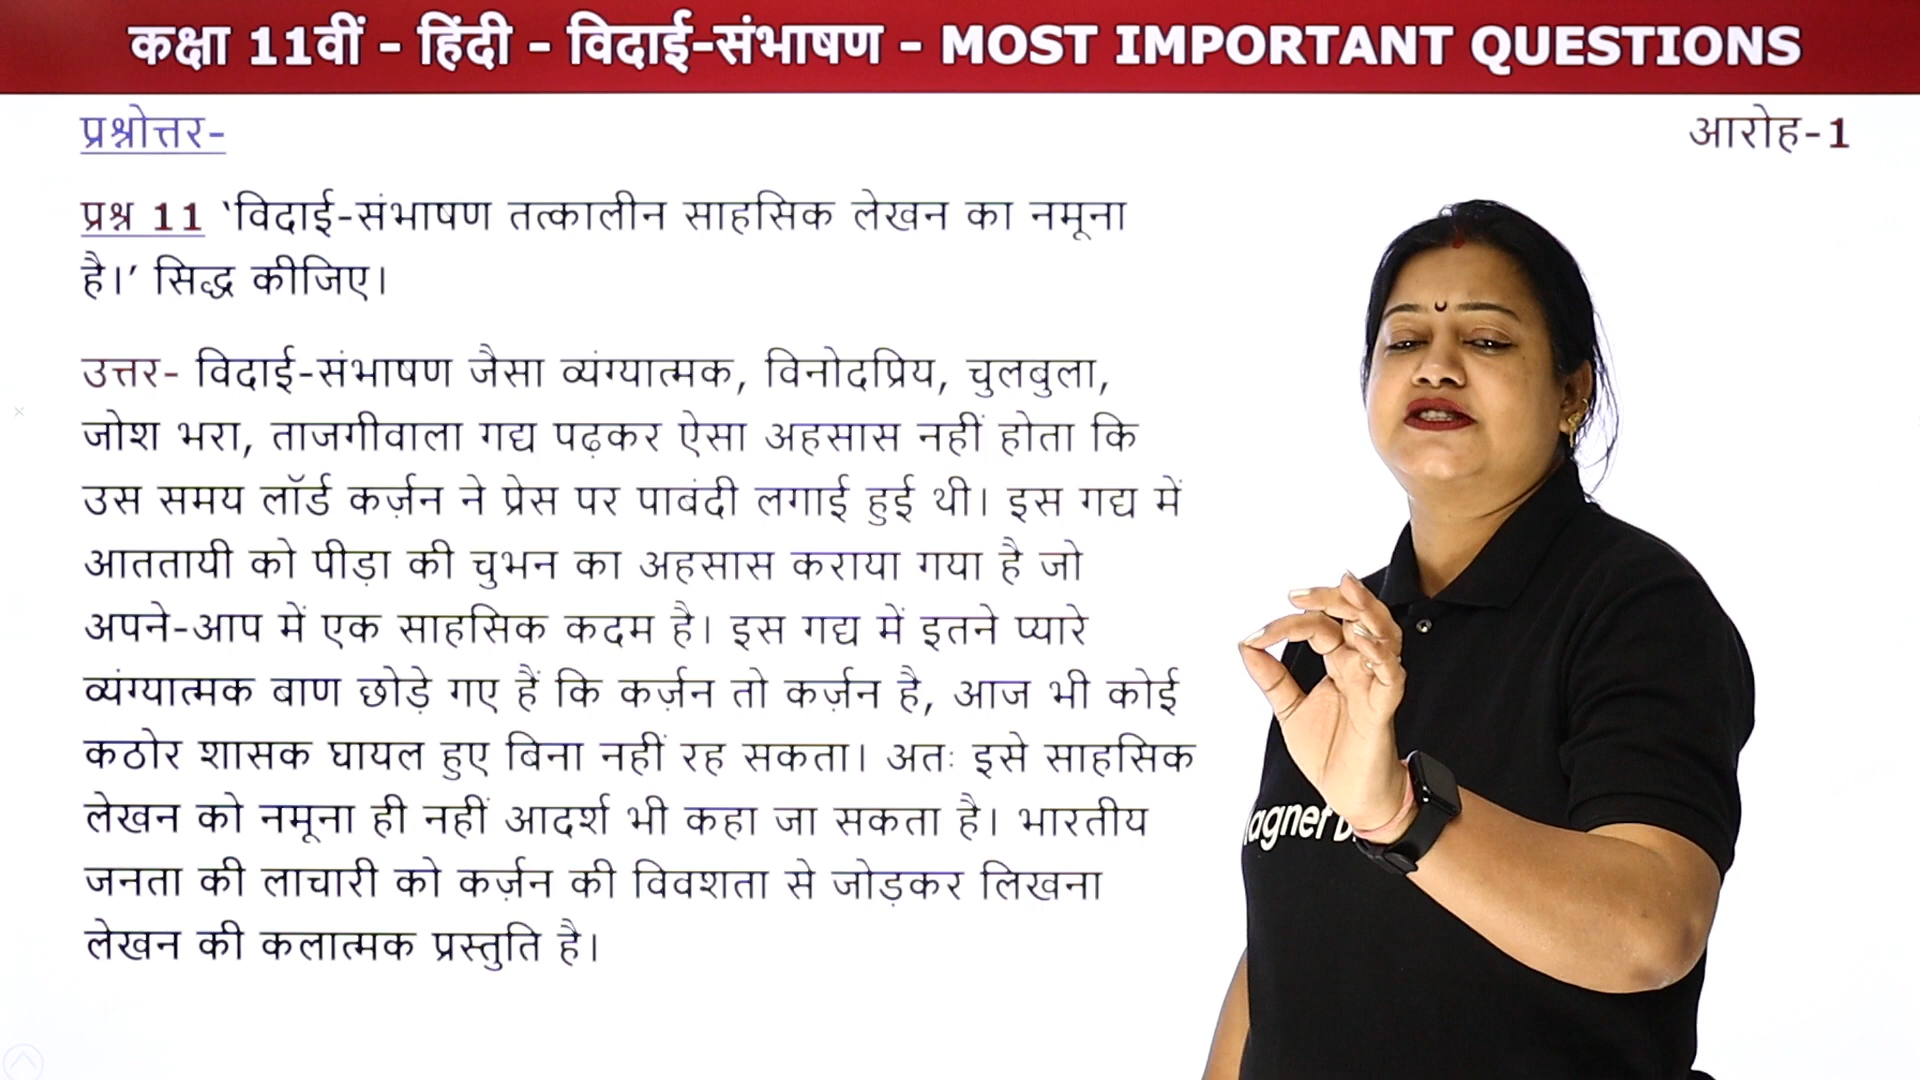 कक्षा 11वीं - हिंदी - विदाई-संभाषण - MOST IMPORTANT QUESTIONS
प्रश्नोत्तर-
आरोह-1
प्रश्न 11 ‘विदाई-संभाषण तत्कालीन साहसिक लेखन का नमूना
है।’ सिद्ध कीजिए।
उत्तर- विदाई-संभाषण जैसा व्यंग्यात्मक, विनोदप्रिय, चुलबुला,
जोश भरा, ताजगीवाला गद्य पढ़कर ऐसा अहसास नहीं होता कि
उस समय लॉर्ड कर्ज़न ने प्रेस पर पाबंदी लगाई हुई थी। इस गद्य में
आततायी को पीड़ा की चुभन का अहसास कराया गया है जो
अपने-आप में एक साहसिक कदम है। इस गद्य में इतने प्यारे
व्यंग्यात्मक बाण छोड़े गए हैं कि कर्ज़न तो कर्ज़न है, आज भी कोई
कठोर शासक घायल हुए बिना नहीं रह सकता। अतः इसे साहसिक
लेखन को नमूना ही नहीं आदर्श भी कहा जा सकता है। भारतीय
जनता की लाचारी को कर्ज़न की विवशता से जोड़कर लिखना
लेखन की कलात्मक प्रस्तुति है।